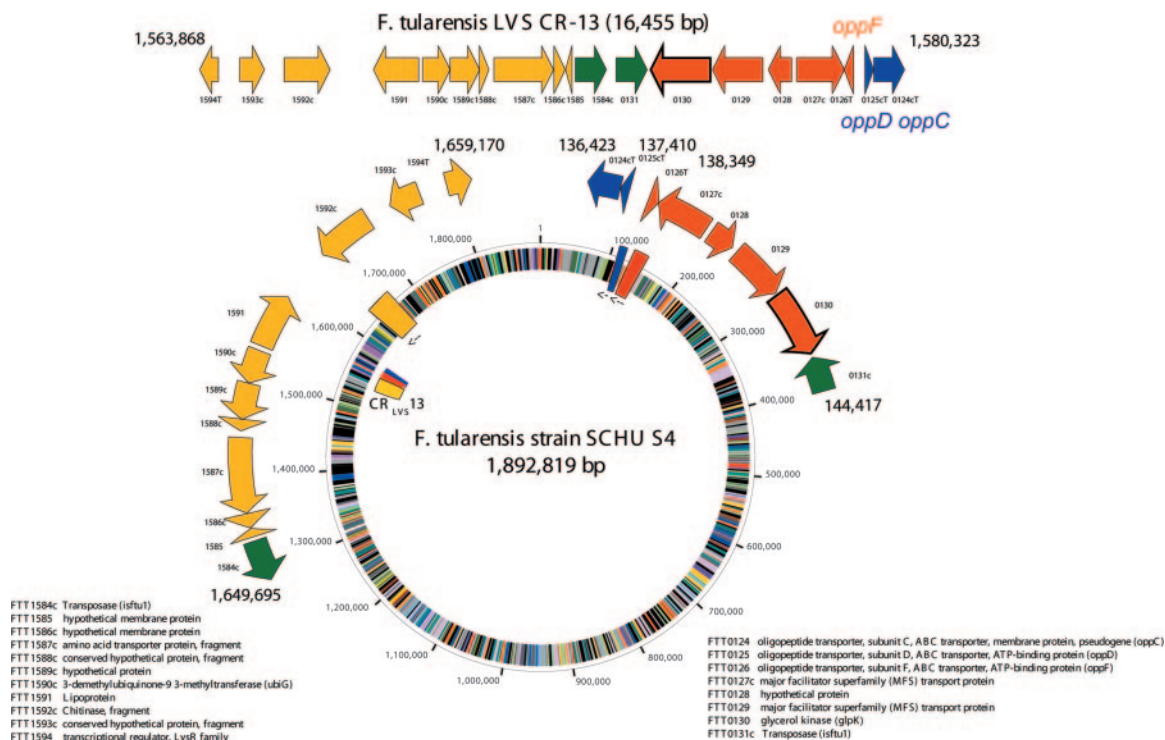 F. tularensis LVS CR-13 (16,455 bp)
oppF
1,563,868
1,580,323
1594T 1593c 1592c 1591 1590c 1589c 1588c 1587c 1586c 1585 1584c 0131 0130 0129 0128 0127c 0126T 0125cT 0124cT
oppD oppC
1,659,170 136,423 137,410 138,349
1594T 1593c 1592c
0124cT 0125cT 0126T 0127c 0128 0129 0130 0131c
144,417
1591 1590c 1589c 1588c 1587c 1586c 1585 1584c
1,649,695
1
100,000
200,000
300,000
400,000
500,000
600,000
700,000
800,000
900,000
1,000,000
1,100,000
1,200,000
1,300,000
1,400,000
1,500,000
1,600,000
1,700,000
1,800,000
CR LVS 13
F. tularensis strain SCHU S4
1,892,819 bp
FTT1584c Transposase (isftu1)
FTT1585 hypothetical membrane protein
FTT1586c hypothetical membrane protein
FTT1587c amino acid transporter protein, fragment
FTT1588c conserved hypothetical protein, fragment
FTT1589c hypothetical protein
FTT1590c 3-demethylubiquinone-9 3-methyltransferase (ubiG)
FTT1591 Lipoprotein
FTT1592c Chitinase, fragment
FTT1593c conserved hypothetical protein, fragment
FTT1594 transcriptional regulator, LysR family
FTT0124 oligopeptide transporter, subunit C, ABC transporter, membrane protein, pseudogene (oppC)
FTT0125 oligopeptide transporter, subunit D, ABC transporter, ATP-binding protein (oppD)
FTT0126 oligopeptide transporter, subunit F, ABC transporter, ATP-binding protein (oppF)
FTT0127c major facilitator superfamily (MFS) transport protein
FTT0128 hypothetical protein
FTT0129 major facilitator superfamily (MFS) transport protein
FTT0130 glycerol kinase (glpK)
FTT0131c Transposase (isftu1)